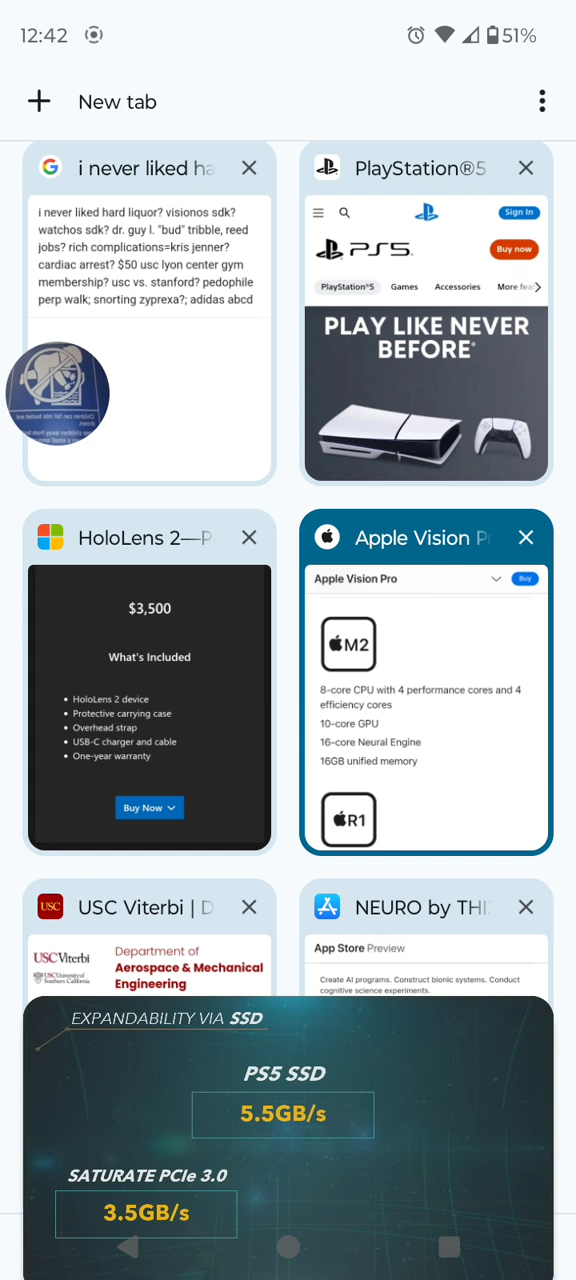 12:42
51%
New tab
i never liked ha
i never liked hard liquor? visionos sdk?
watchos sdk? dr. guy l. "bud" tribble, reed
jobs? rich complications=kris jenner?
cardiac arrest? $50 usc lyon center gym
membership? usc vs. stanford? pedophile
perp walk; snorting zyprexa?; adidas abcd
PlayStation®5
Sign In
PS5.
Buy now
PlayStation®5 Games Accessories More fea
PLAY LIKE NEVER
BEFORE
HoloLens 2—P
$3,500
What's Included
• HoloLens 2 device
• Protective carrying case
• Overhead strap
• USB-C charger and cable
• One-year warranty
Buy Now
Apple Vision P
Apple Vision Pro
Buy
M2
8-core CPU with 4 performance cores and 4
efficiency cores
10-core GPU
16-core Neural Engine
16GB unified memory
R1
USC Viterbi | D
USC
USC Viterbi
USC University of
Southern California
Department of
Aerospace & Mechanical
Engineering
NEURO by THI
App Store Preview
Create AI programs. Construct bionic systems. Conduct
cognitive science experiments.
EXPANDABILITY VIA SSD
PS5 SSD
5.5GB/s
SATURATE PCIe 3.0
3.5GB/s